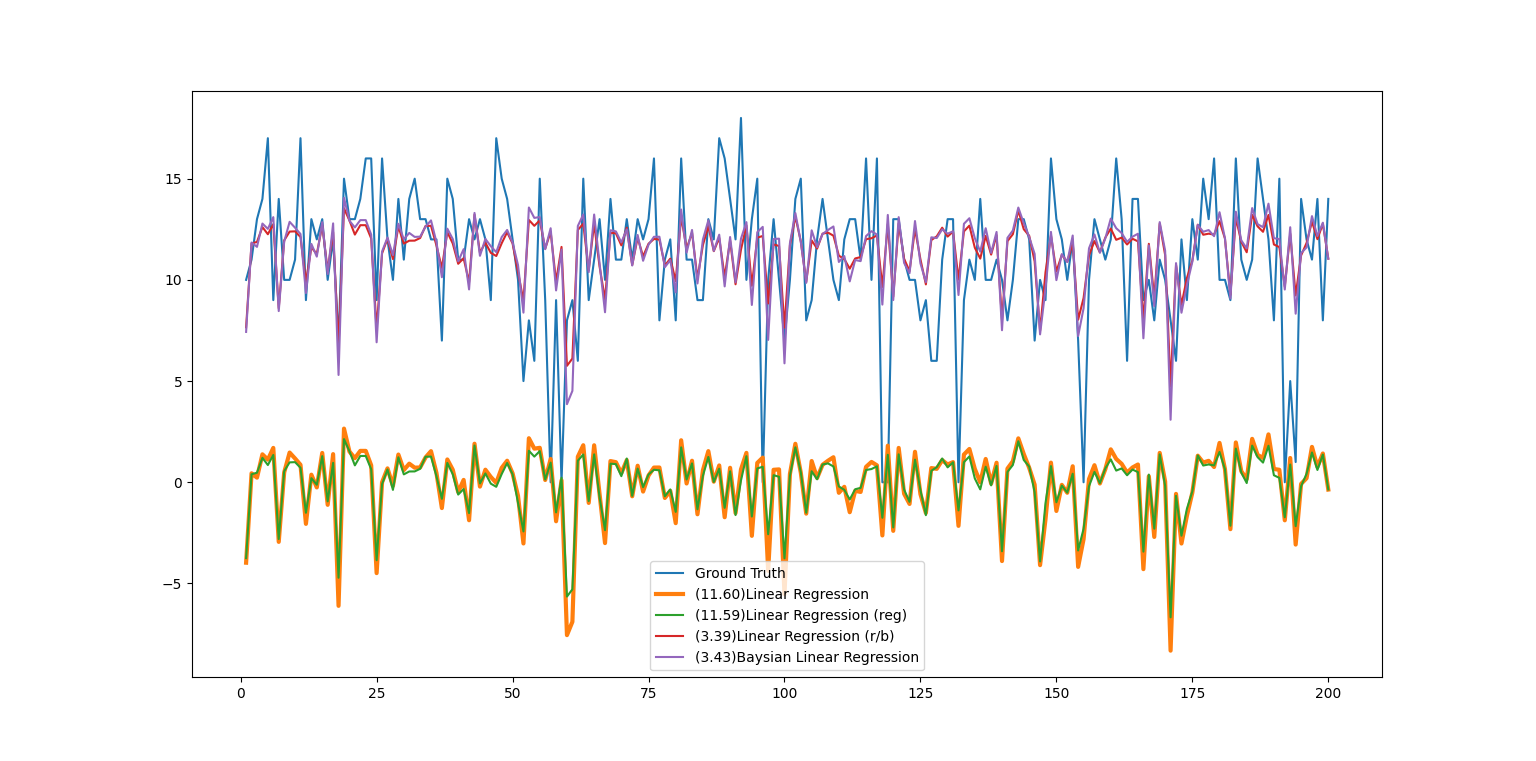 15
10
5
0
−5
0
25
50
75
100
125
150
175
200
Ground Truth
(11.60)Linear Regression
(11.59)Linear Regression (reg)
(3.39)Linear Regression (r/b)
(3.43)Baysian Linear Regression